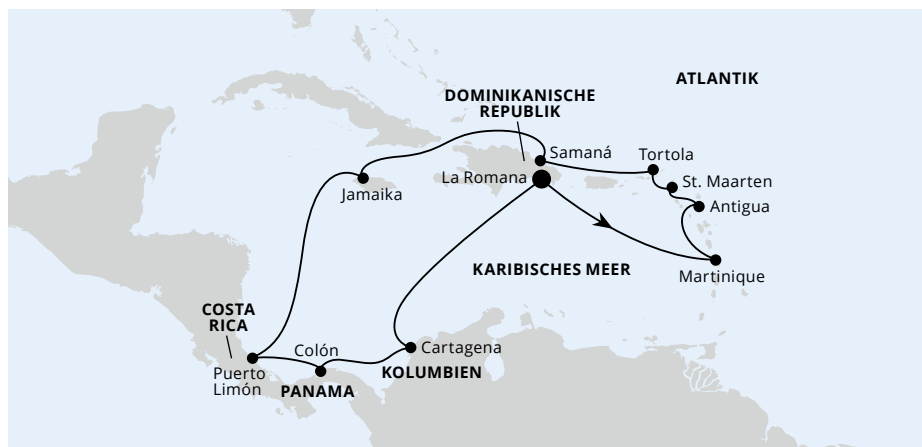 ATLANTIK
DOMINIKANISCHE
REPUBLIK
Samaná
Tortola
La Romana
St. Maarten
Jamaika
Antigua
KARIBISCHES MEER
Martinique
COSTA
RICA
Colón
Cartagena
Puerto
Limón
KOLUMBIEN
PANAMA